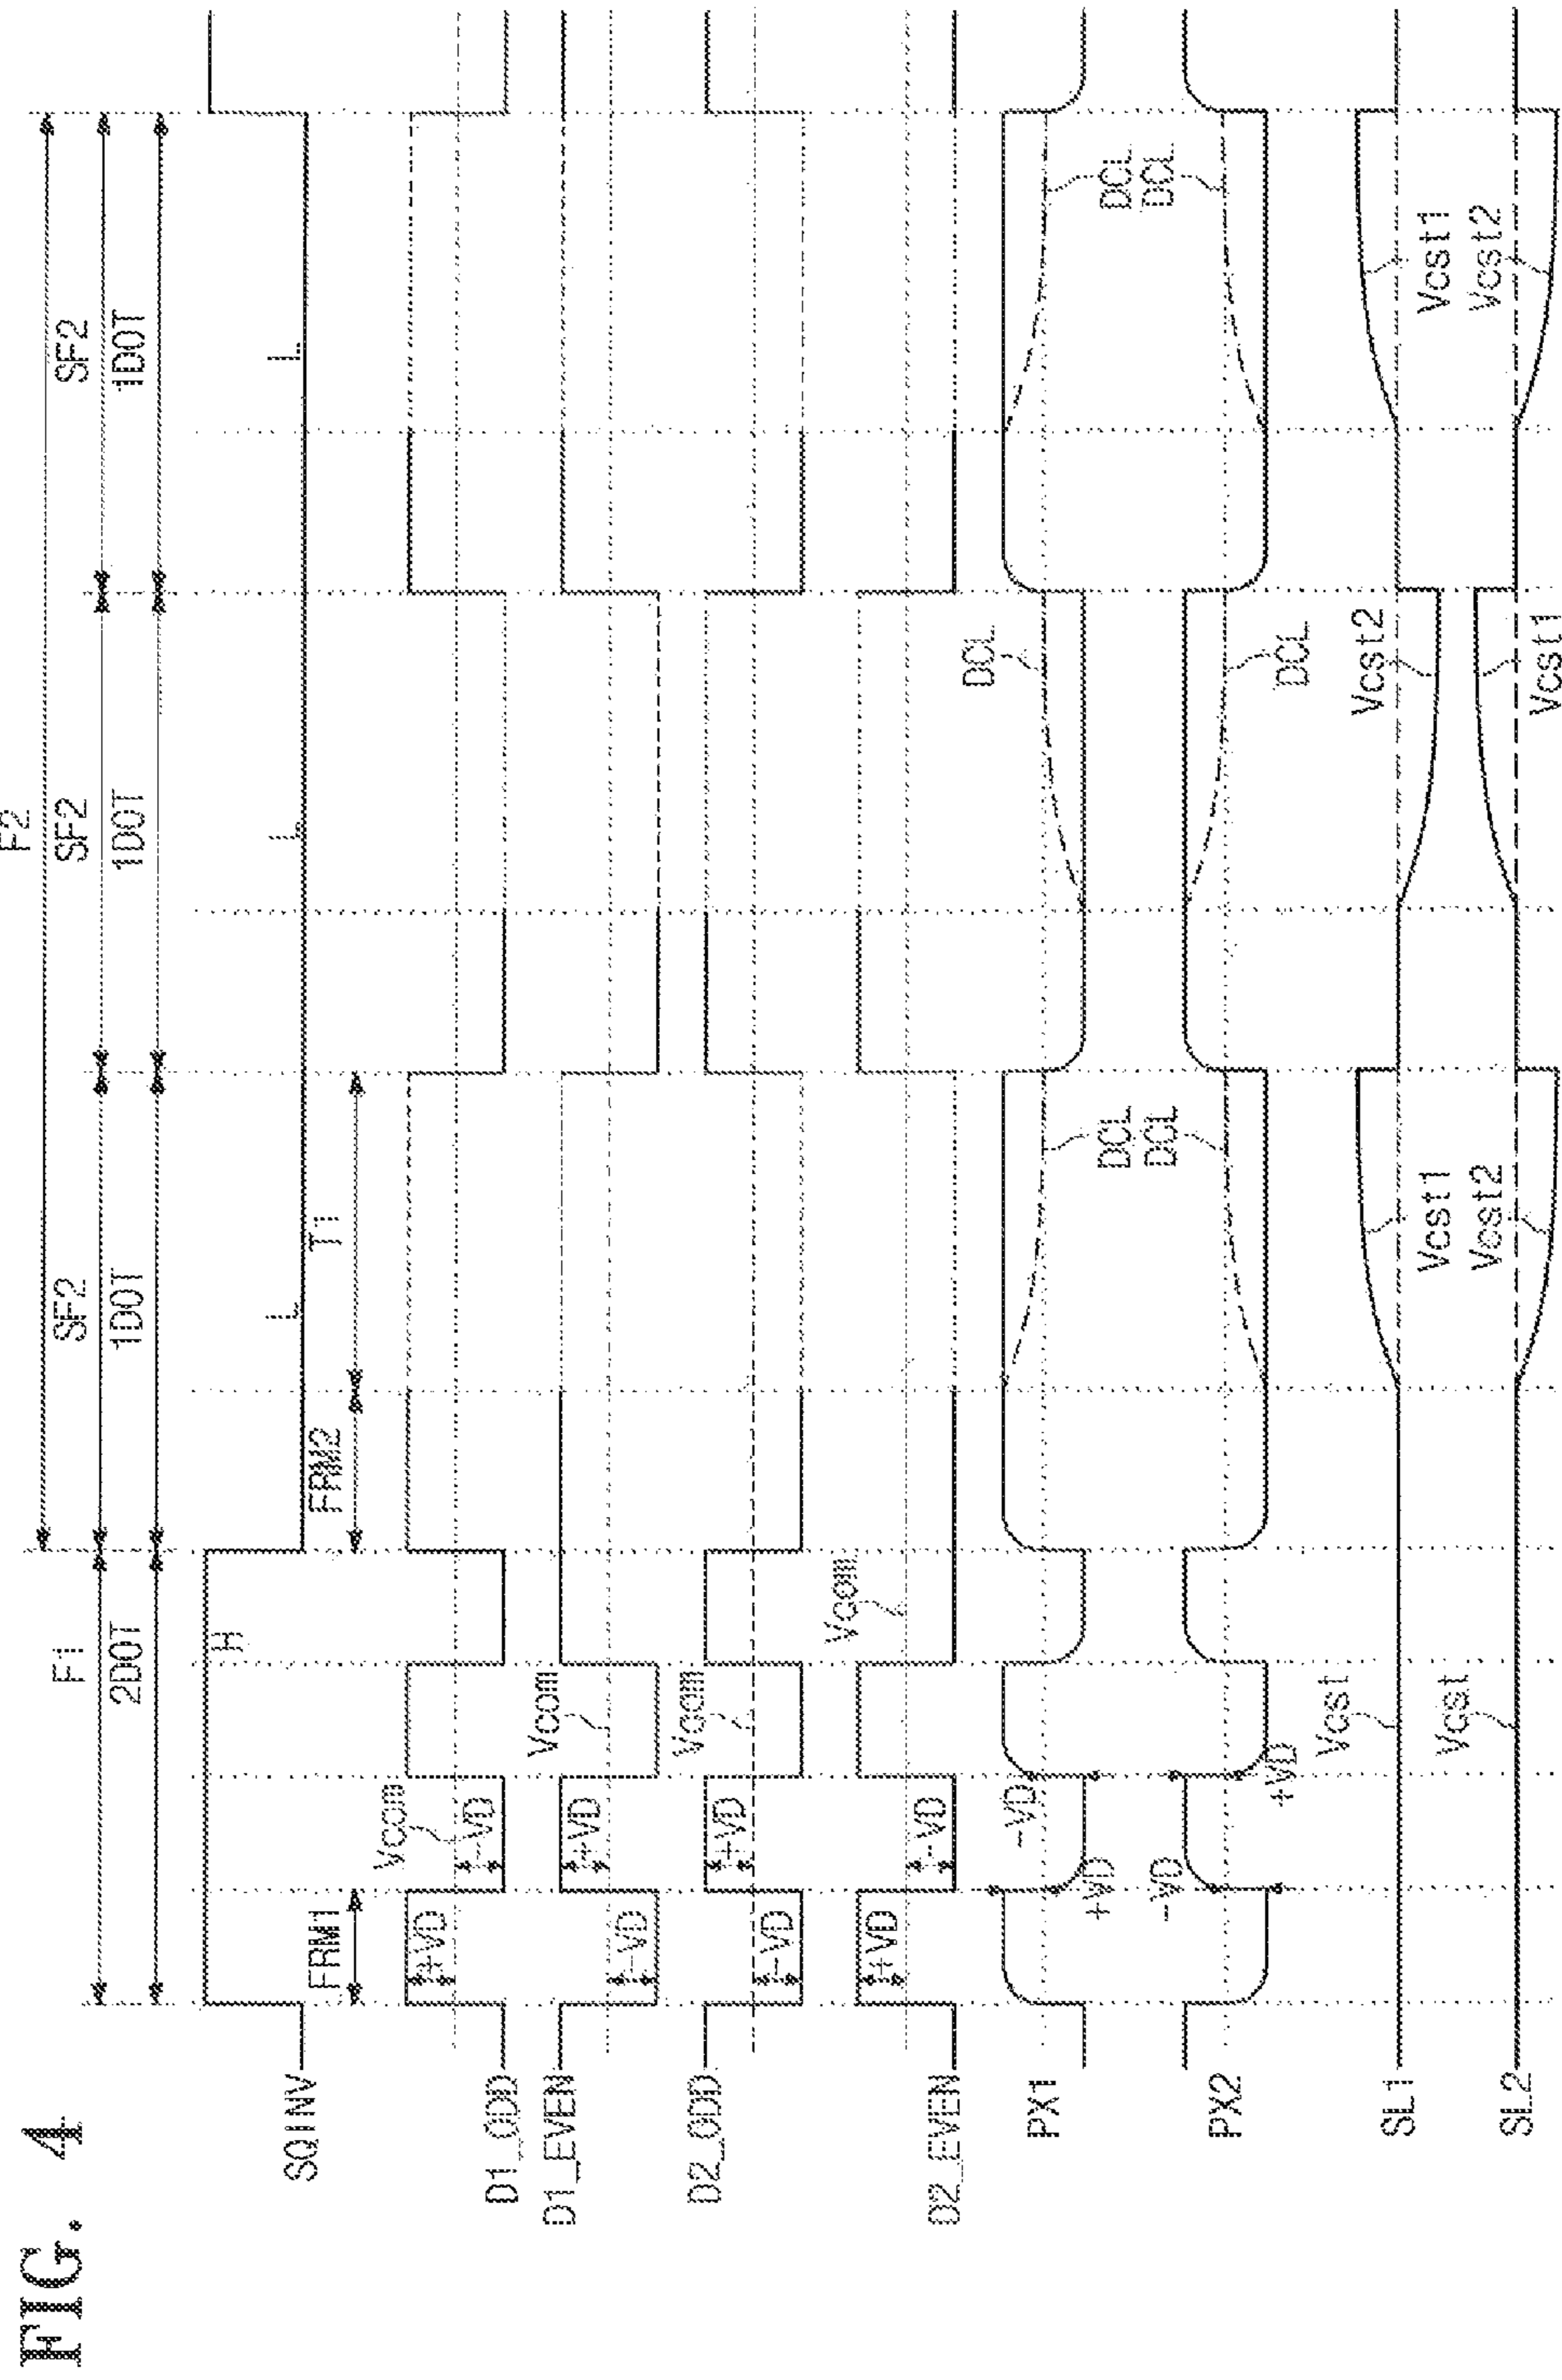 FIG. 4
F1
F2
SF2
SF2
SF2
2DOT
1DOT
1DOT
1DOT
SQINV
H
L
L
L
FRM1
FRM2
T1
D1_ODD
+VD
-VD
Vcom
D1_EVEN
-VD
+VD
Vcom
D2_ODD
-VD
+VD
Vcom
D2_EVEN
+VD
-VD
Vcom
PX1
+VD
-VD
DCL
DCL
DCL
PX2
-VD
+VD
DCL
DCL
DCL
SL1
Vcst
Vcst1
Vcst2
Vcst1
SL2
Vcst
Vcst2
Vcst1
Vcst2